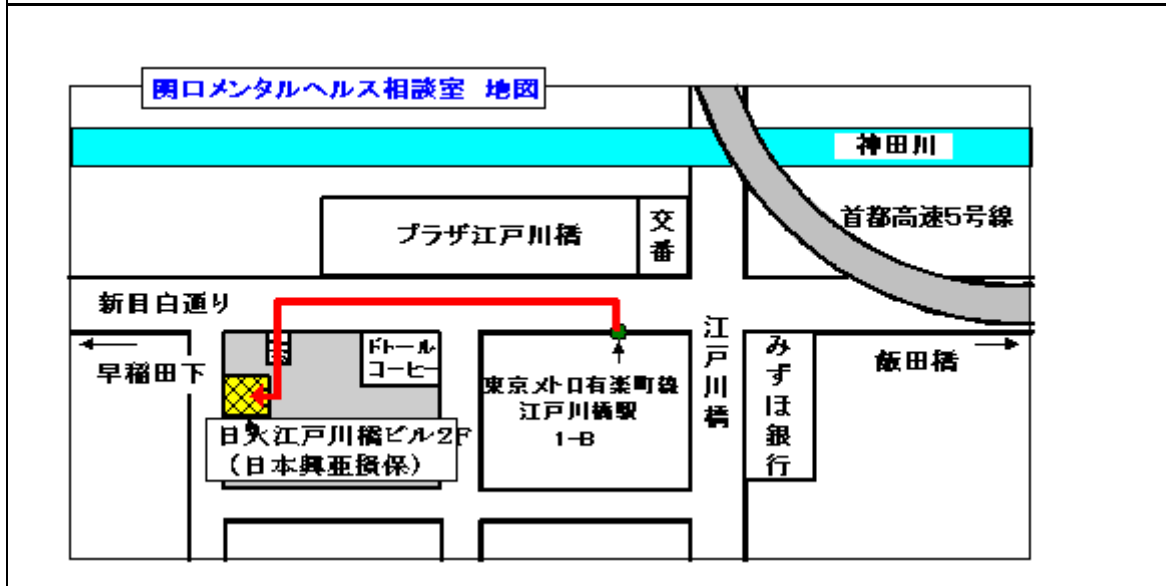 関口メンタルヘルス相談室 地図
神田川
首都高速5号線
プラザ江戸川橋
交番
新目白通り
早稲田下
ドトール
コーヒー
東京メトロ有楽町線
江戸川橋駅
1-B
江戸川橋
みずほ銀行
飯田橋
日火江戸川橋ビル2F
(日本興亜損保)